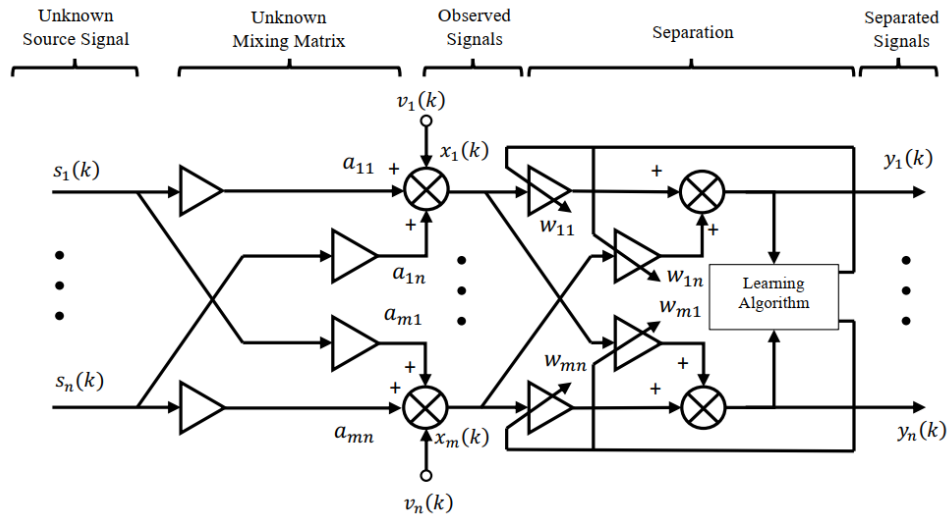 Unknown
Source Signal
Unknown
Mixing Matrix
Observed
Signals
Separation
Separated
Signals
v₁(k)
s₁(k)
a₁₁
+
x₁(k)
+
w₁₁
+
+
y₁(k)
a₁ₙ
w₁ₙ
Learning
Algorithm
aₘ₁
wₘ₁
sₙ(k)
+
+
wₘₙ
+
+
aₘₙ
xₘ(k)
yₙ(k)
vₙ(k)